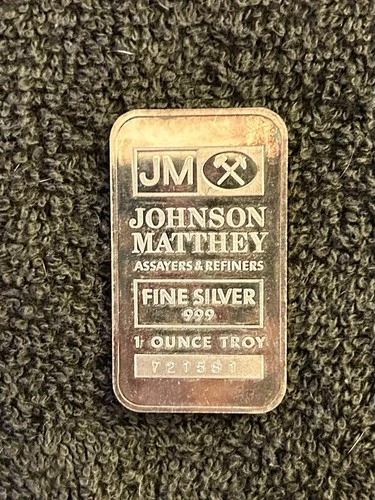 JM
JOHNSON
MATTHEY
ASSAYERS & REFINERS
FINE SILVER
999
1 OUNCE TROY
721581